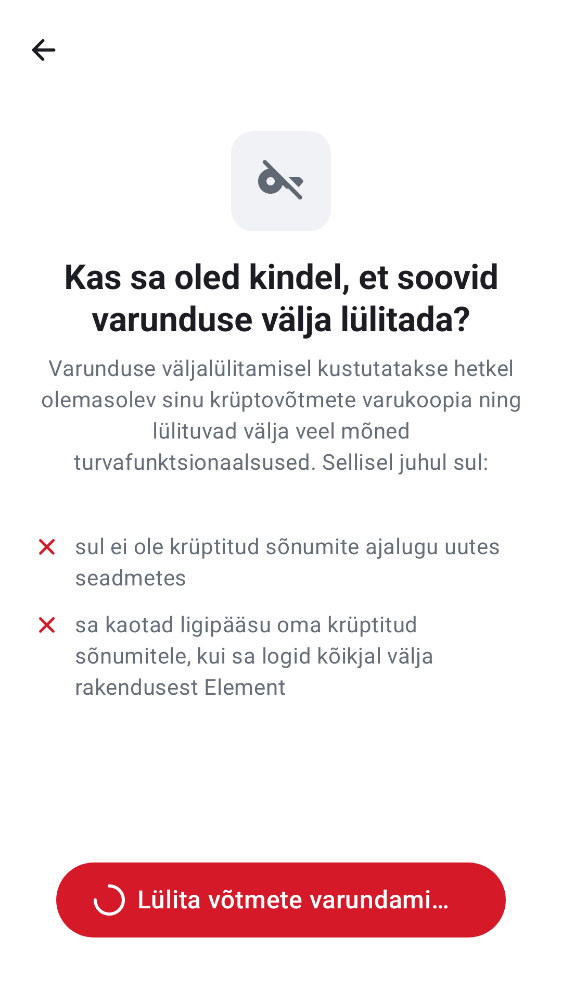 Kas sa oled kindel, et soovid
varunduse välja lülitada?
Varunduse väljalülitamisel kustutatakse hetkel
olemasolev sinu krüptovõtmete varukoopia ning
lülituvad välja veel mõned
turvafunktsionaalsused. Sellisel juhul sul:
sul ei ole krüptitud sõnumite ajalugu uutes
seadmetes
sa kaotad ligipääsu oma krüptitud
sõnumitele, kui sa logid kõikjal välja
rakendusest Element
Lülita võtmete varundami…